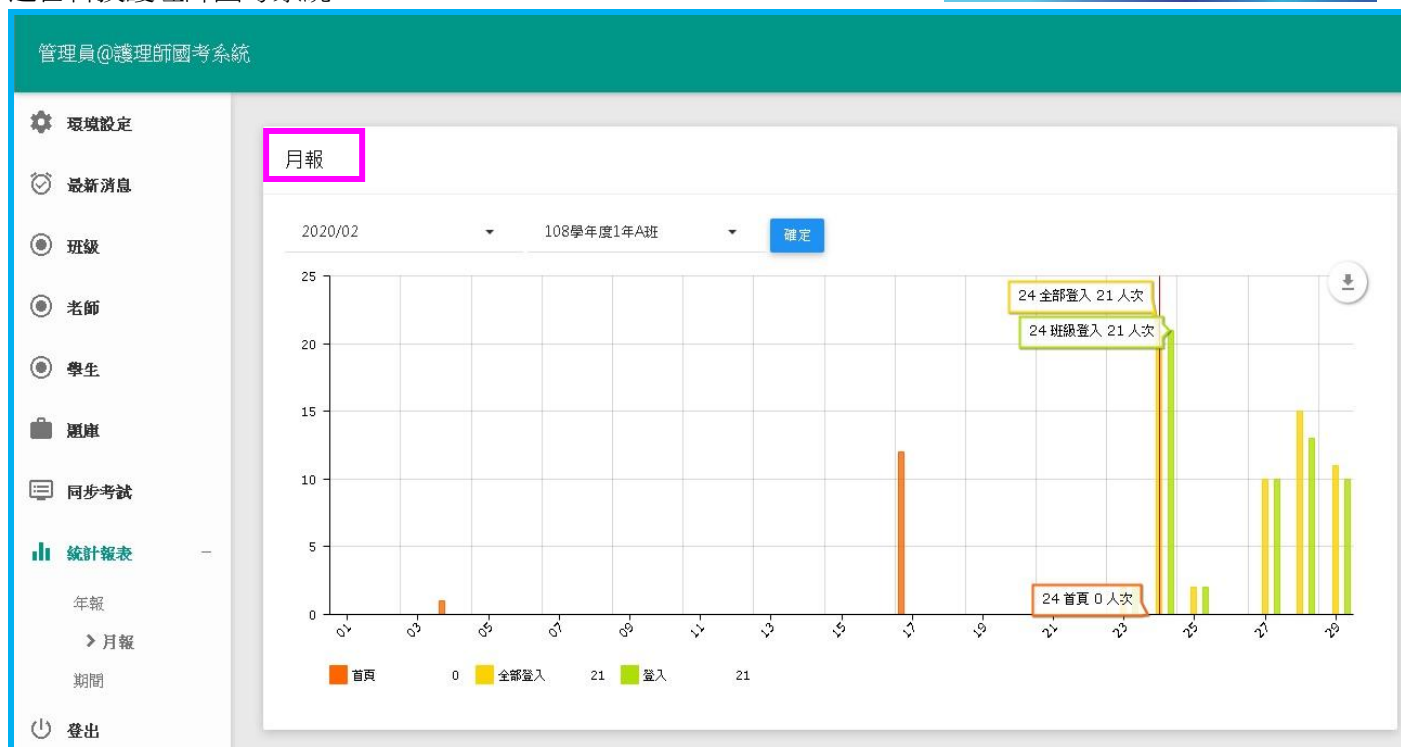 管理員@護理師國考系統
環境設定
最新消息
班級
老師
學生
題庫
同步考試
統計報表 –
年報
月報
期間
登出
月報
2020/02
108學年度1年A班
確定
25
20
15
10
5
0
24 全部登入 21 人次
24 班級登入 21 人次
24 首頁 0 人次
01 03 05 07 09 11 13 15 17 19 21 23 25 27 29
首頁 0 全部登入 21 登入 21